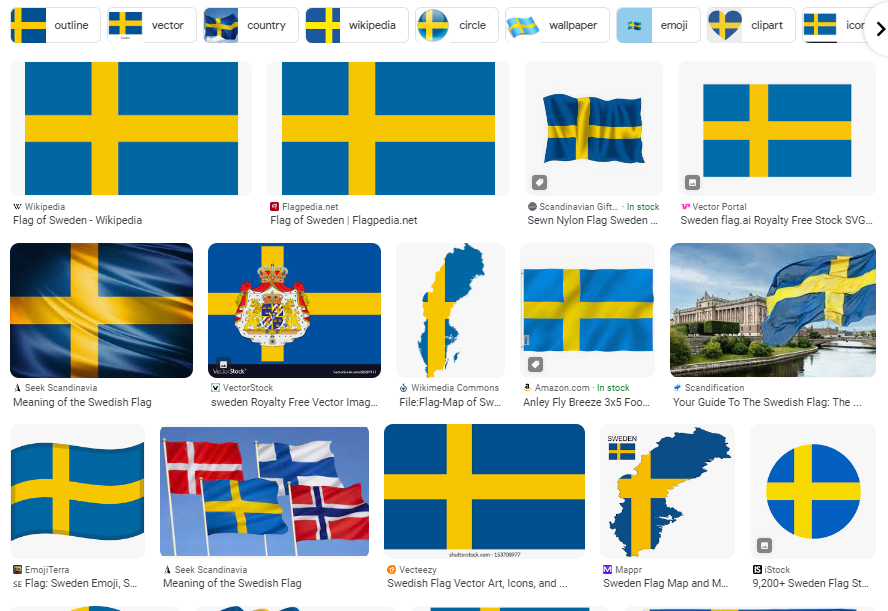 outline
vector
country
wikipedia
circle
wallpaper
emoji
clipart
Wikipedia
Flag of Sweden - Wikipedia
Flagpedia.net
Flag of Sweden | Flagpedia.net
Scandinavian Gift... · In stock
Sewn Nylon Flag Sweden ...
Vector Portal
Sweden flag.ai Royalty Free Stock SVG...
VectorStock
Seek Scandinavia
Meaning of the Swedish Flag
VectorStock
sweden Royalty Free Vector Imag...
Wikimedia Commons
File:Flag-Map of Sw...
Amazon.com · In stock
Anley Fly Breeze 3x5 Foo...
Scandification
Your Guide To The Swedish Flag: The ...
SWEDEN
shutterstock.com · 153708977
EmojiTerra
SE Flag: Sweden Emoji, S...
Seek Scandinavia
Meaning of the Swedish Flag
Vecteezy
Swedish Flag Vector Art, Icons, and ...
Mappr
Sweden Flag Map and M...
iStock
9,200+ Sweden Flag St...